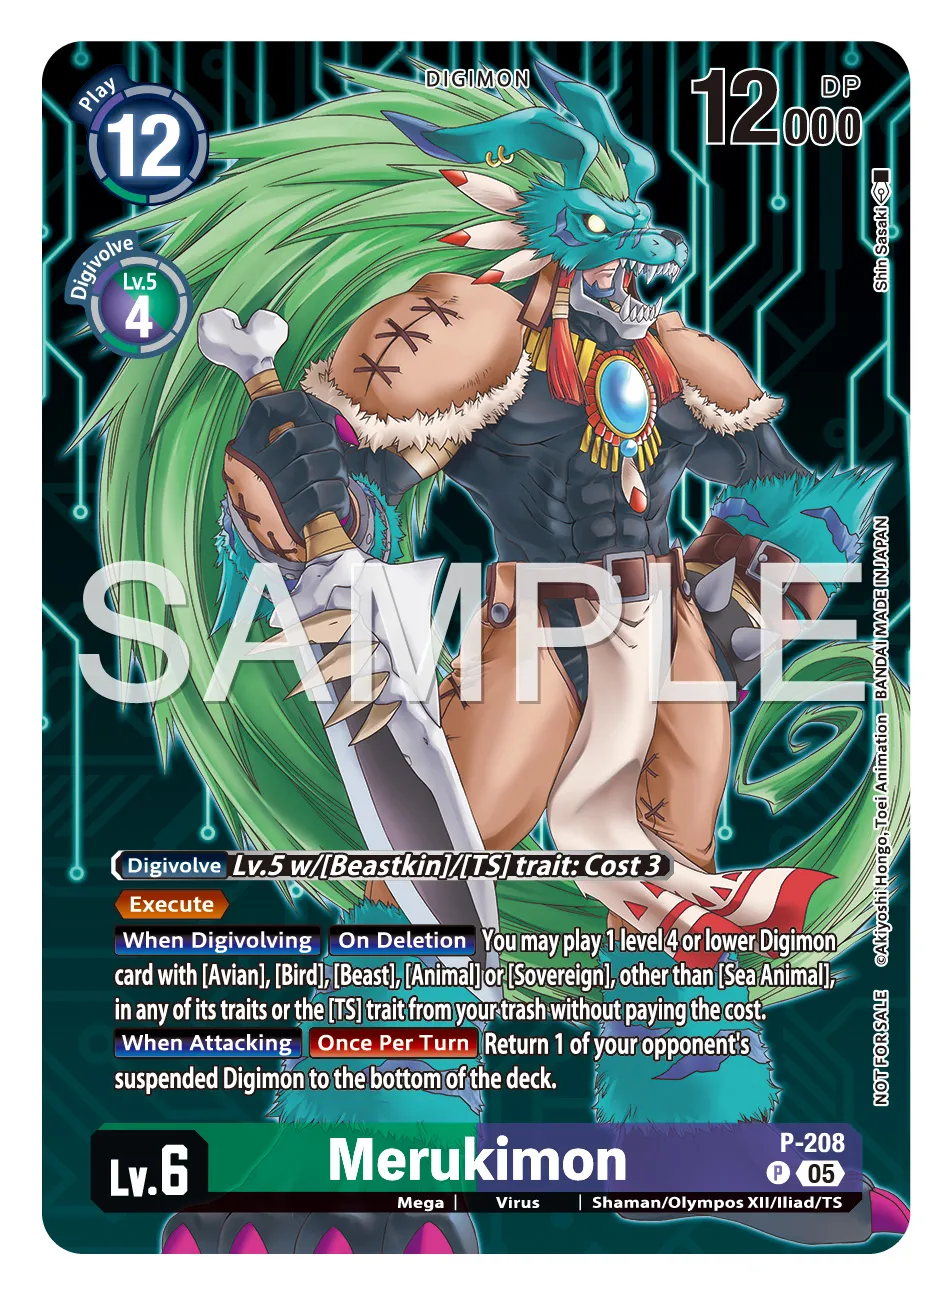 DIGIMON
Play
12
12000 DP
Digivolve
Lv.5
4
Shin Sasaki
SAMPLE
©Akiyoshi Hongo, Toei Animation BANDAI MADE IN JAPAN
NOT FOR SALE
Digivolve Lv.5 w/[Beastkin]/[TS] trait: Cost 3
Execute
When Digivolving On Deletion You may play 1 level 4 or lower Digimon
card with [Avian], [Bird], [Beast], [Animal] or [Sovereign], other than [Sea Animal],
in any of its traits or the [TS] trait from your trash without paying the cost.
When Attacking Once Per Turn Return 1 of your opponent's
suspended Digimon to the bottom of the deck.
Lv.6
Merukimon
P-208
P 05
Mega | Virus | Shaman/Olympos XII/Iliad/TS